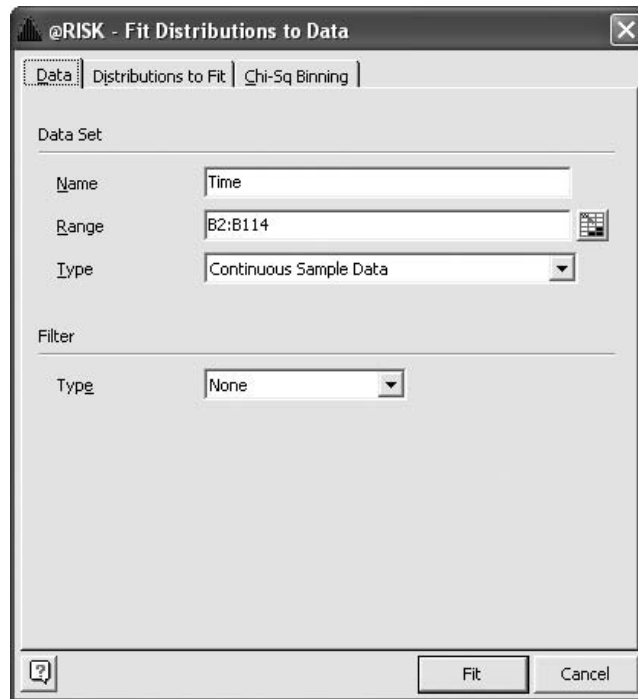 @RISK - Fit Distributions to Data
Data Distributions to Fit Chi-Sq Binning
Data Set
Name Time
Range B2:B114
Type Continuous Sample Data
Filter
Type None
Fit Cancel